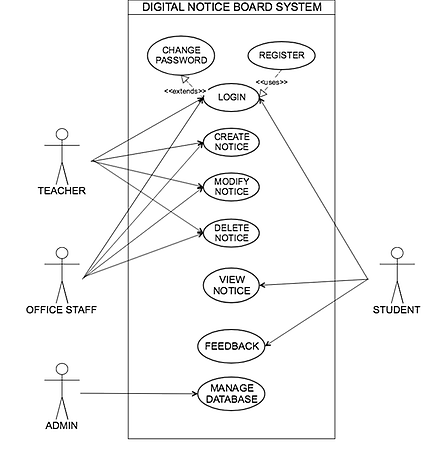 DIGITAL NOTICE BOARD SYSTEM
CHANGE
PASSWORD
REGISTER
<<extends>>
<<uses>>
LOGIN
CREATE
NOTICE
TEACHER
MODIFY
NOTICE
DELETE
NOTICE
VIEW
NOTICE
OFFICE STAFF
STUDENT
FEEDBACK
MANAGE
DATABASE
ADMIN